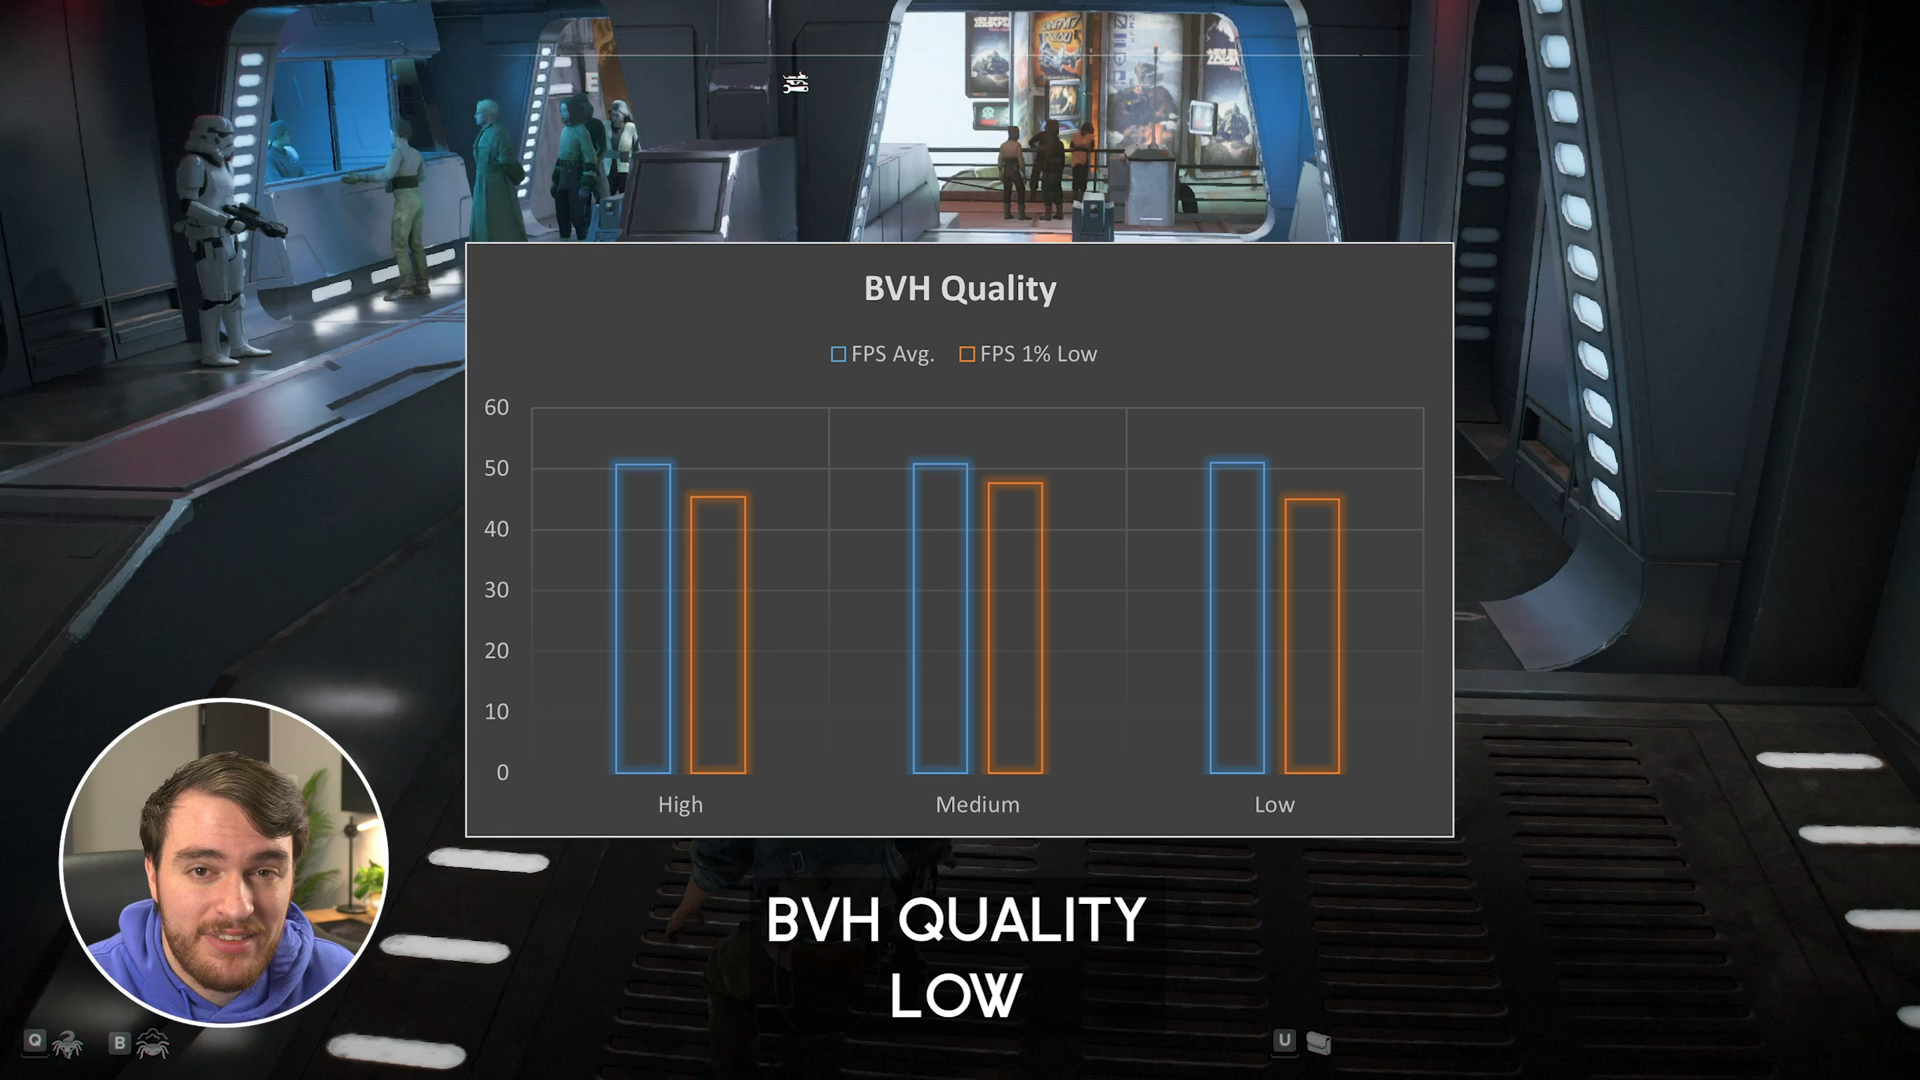 BVH Quality
FPS Avg. FPS 1% Low
60
50
40
30
20
10
0
High Medium Low
BVH QUALITY
LOW
Q B U